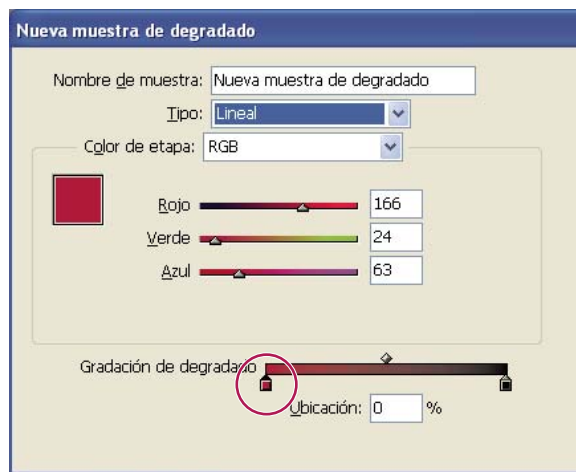 Nueva muestra de degradado
Nombre de muestra: Nueva muestra de degradado
Tipo: Lineal
Color de etapa: RGB
Rojo 166
Verde 24
Azul 63
Gradación de degradado
Ubicación: 0 %